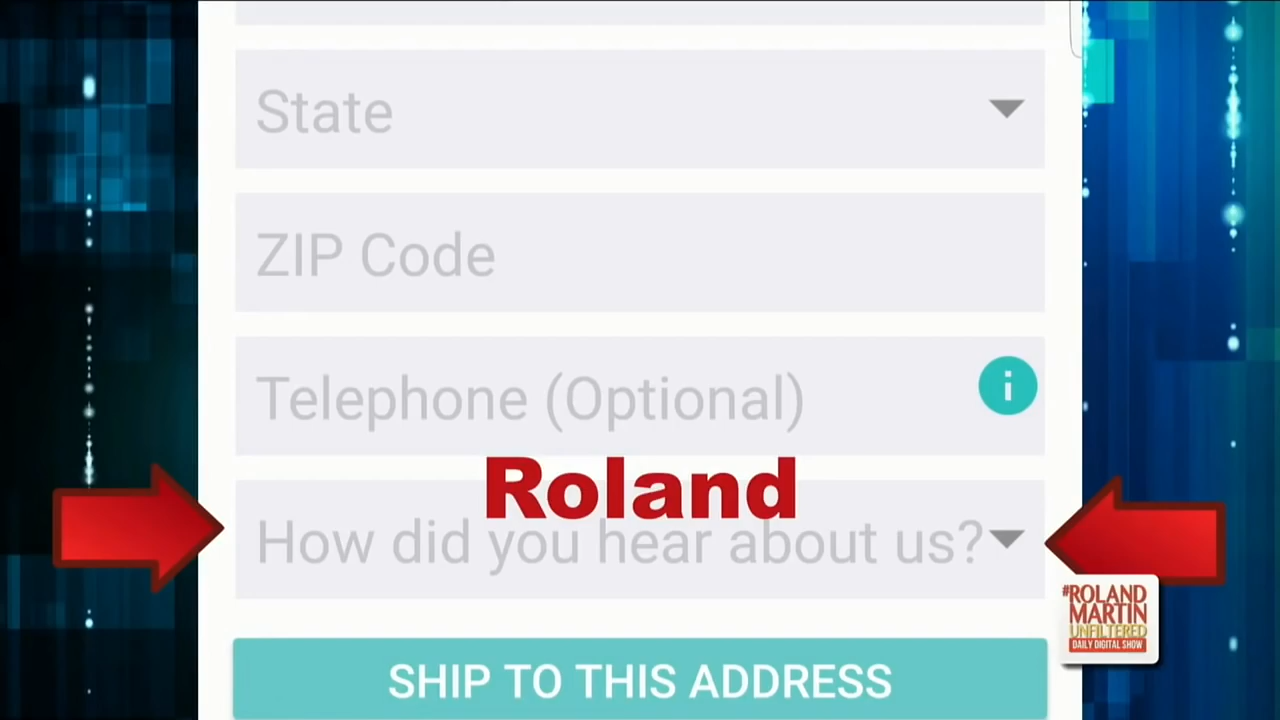 State
ZIP Code
Telephone (Optional)
i
Roland
How did you hear about us?
#ROLAND
MARTIN
UNFILTERED
DAILY DIGITAL SHOW
SHIP TO THIS ADDRESS